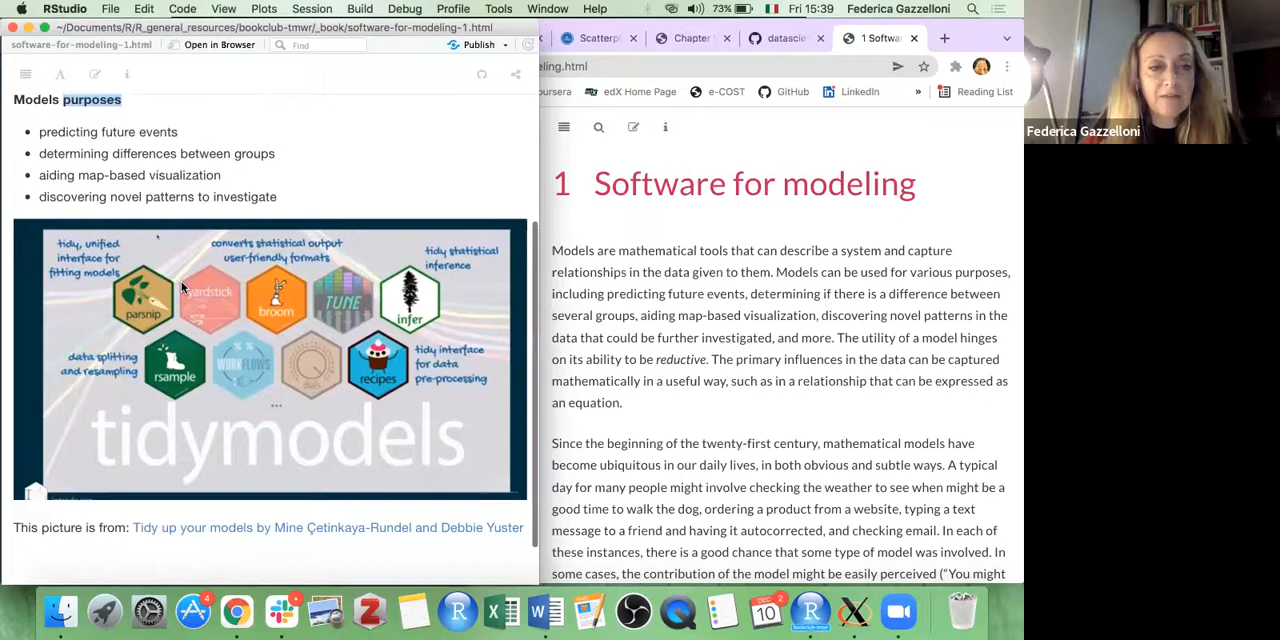 RStudio File Edit Code View Plots Session Build Debug Profile Tools Window Help 73% Fri 15:39 Federica Gazzelloni
~/Documents/R/R_general_resources/bookclub-tmwr/_book/software-for-modeling-1.html
software-for-modeling-1.html Open in Browser Find Publish
Models purposes
• predicting future events
• determining differences between groups
• aiding map-based visualization
• discovering novel patterns to investigate
tidy, unified
interface for
fitting models
converts statistical output
user-friendly formats
tidy statistical
inference
parsnip yardstick broom TUNE infer
data splitting
and resampling
rsample WORKFLOWS dials recipes
tidy interface
for data
pre-processing
...
tidymodels
This picture is from: Tidy up your models by Mine Çetinkaya-Rundel and Debbie Yuster
Scatterpl Chapter datascie 1 Softwa
eling.html
oursera edX Home Page e-COST GitHub LinkedIn » Reading List
1 Software for modeling
Models are mathematical tools that can describe a system and capture
relationships in the data given to them. Models can be used for various purposes,
including predicting future events, determining if there is a difference between
several groups, aiding map-based visualization, discovering novel patterns in the
data that could be further investigated, and more. The utility of a model hinges
on its ability to be reductive. The primary influences in the data can be captured
mathematically in a useful way, such as in a relationship that can be expressed as
an equation.
Since the beginning of the twenty-first century, mathematical models have
become ubiquitous in our daily lives, in both obvious and subtle ways. A typical
day for many people might involve checking the weather to see when might be a
good time to walk the dog, ordering a product from a website, typing a text
message to a friend and having it autocorrected, and checking email. In each of
these instances, there is a good chance that some type of model was involved. In
some cases, the contribution of the model might be easily perceived (“You might
Federica Gazzelloni
4
DEC
10
2
bookclub-tmwr